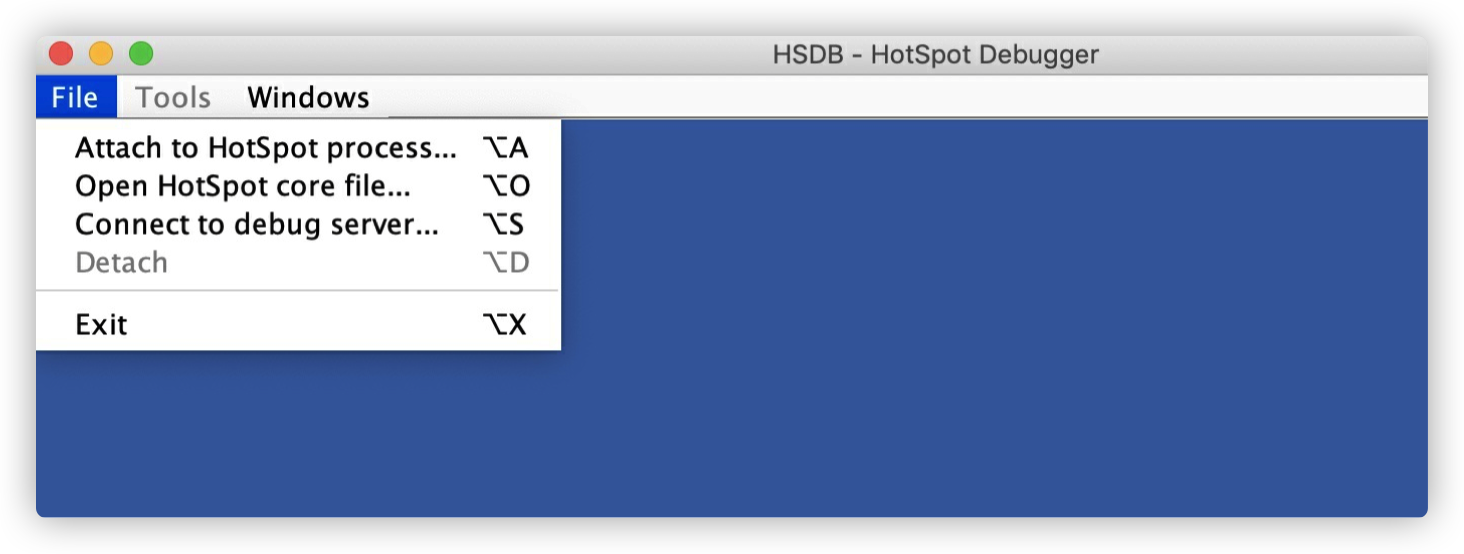 HSDB - HotSpot Debugger
File Tools Windows
Attach to HotSpot process... ⌥A
Open HotSpot core file... ⌥O
Connect to debug server... ⌥S
Detach ⌥D
Exit ⌥X